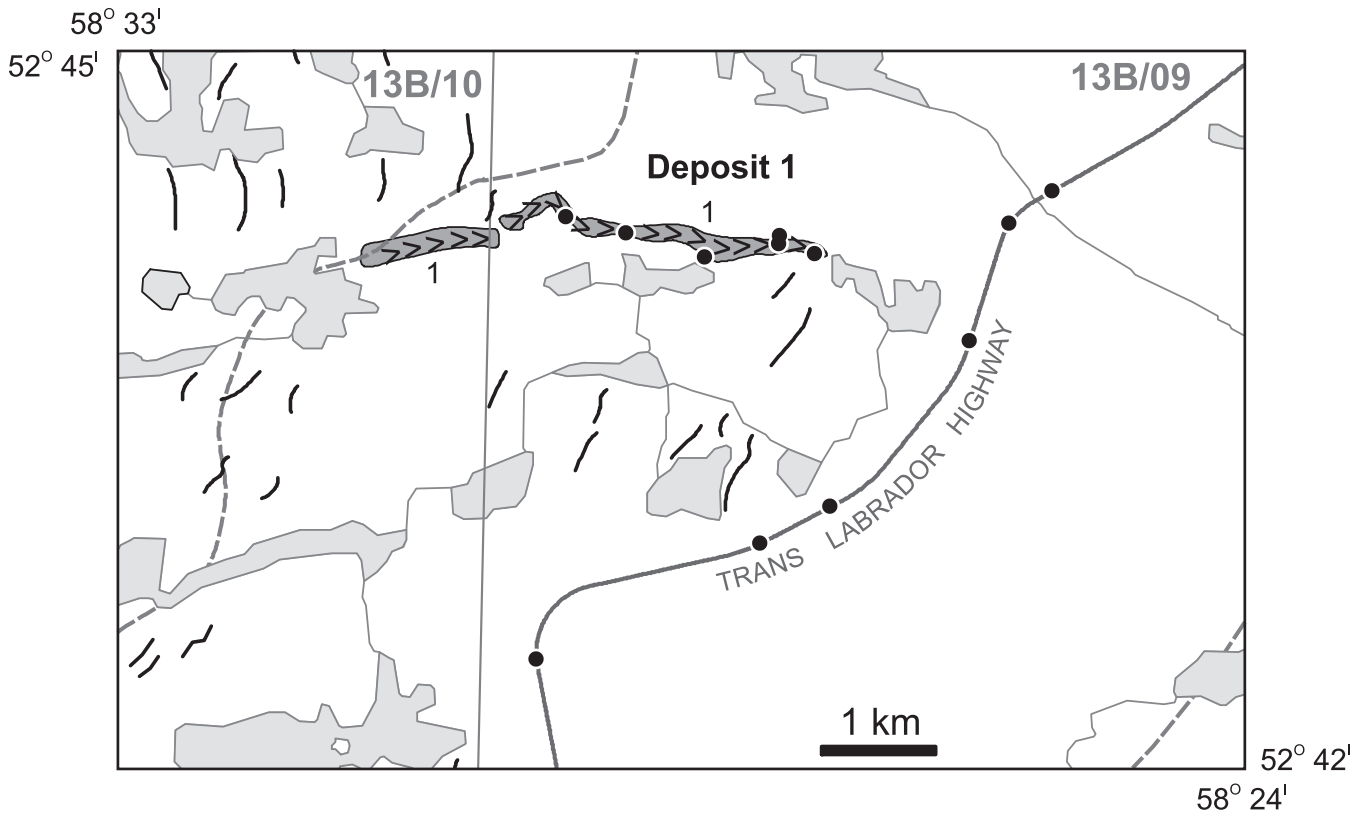 58° 33'
52° 45'
13B/10
13B/09
Deposit 1
1
1
TRANS LABRADOR HIGHWAY
1 km
52° 42'
58° 24'